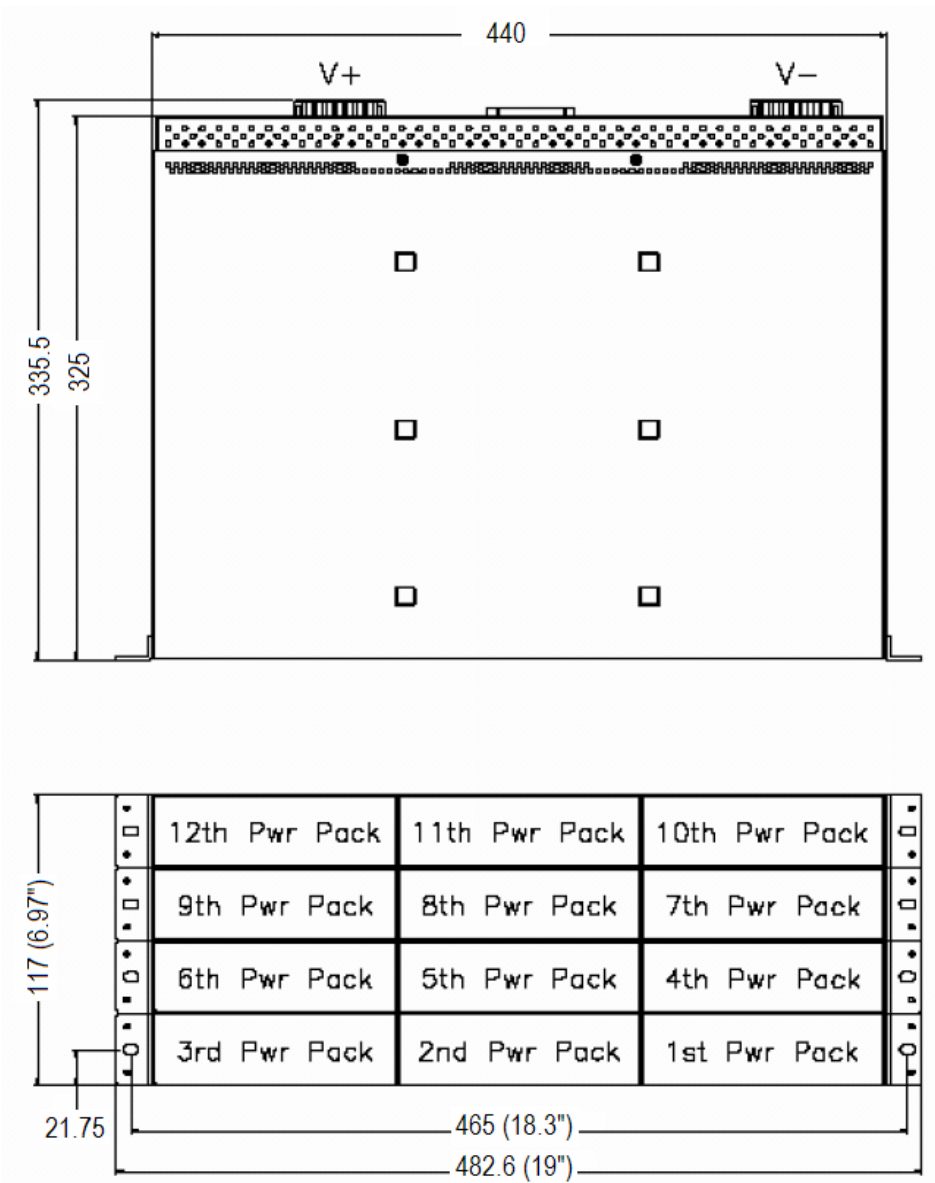 440
V+ V-
335.5
325
12th Pwr Pack 11th Pwr Pack 10th Pwr Pack
9th Pwr Pack 8th Pwr Pack 7th Pwr Pack
6th Pwr Pack 5th Pwr Pack 4th Pwr Pack
3rd Pwr Pack 2nd Pwr Pack 1st Pwr Pack
117 (6.97")
21.75
465 (18.3")
482.6 (19")